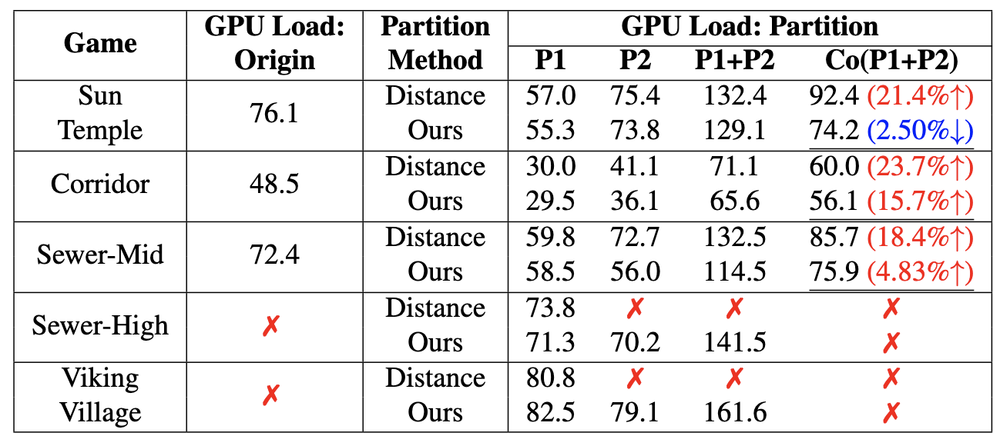 Game GPU Load: Origin Partition Method GPU Load: Partition
P1 P2 P1+P2 Co(P1+P2)
Sun Temple 76.1 Distance 57.0 75.4 132.4 92.4 (21.4%↑)
Ours 55.3 73.8 129.1 74.2 (2.50%↓)
Corridor 48.5 Distance 30.0 41.1 71.1 60.0 (23.7%↑)
Ours 29.5 36.1 65.6 56.1 (15.7%↑)
Sewer-Mid 72.4 Distance 59.8 72.7 132.5 85.7 (18.4%↑)
Ours 58.5 56.0 114.5 75.9 (4.83%↑)
Sewer-High ✗ Distance 73.8 ✗ ✗ ✗
Ours 71.3 70.2 141.5 ✗
Viking Village ✗ Distance 80.8 ✗ ✗ ✗
Ours 82.5 79.1 161.6 ✗